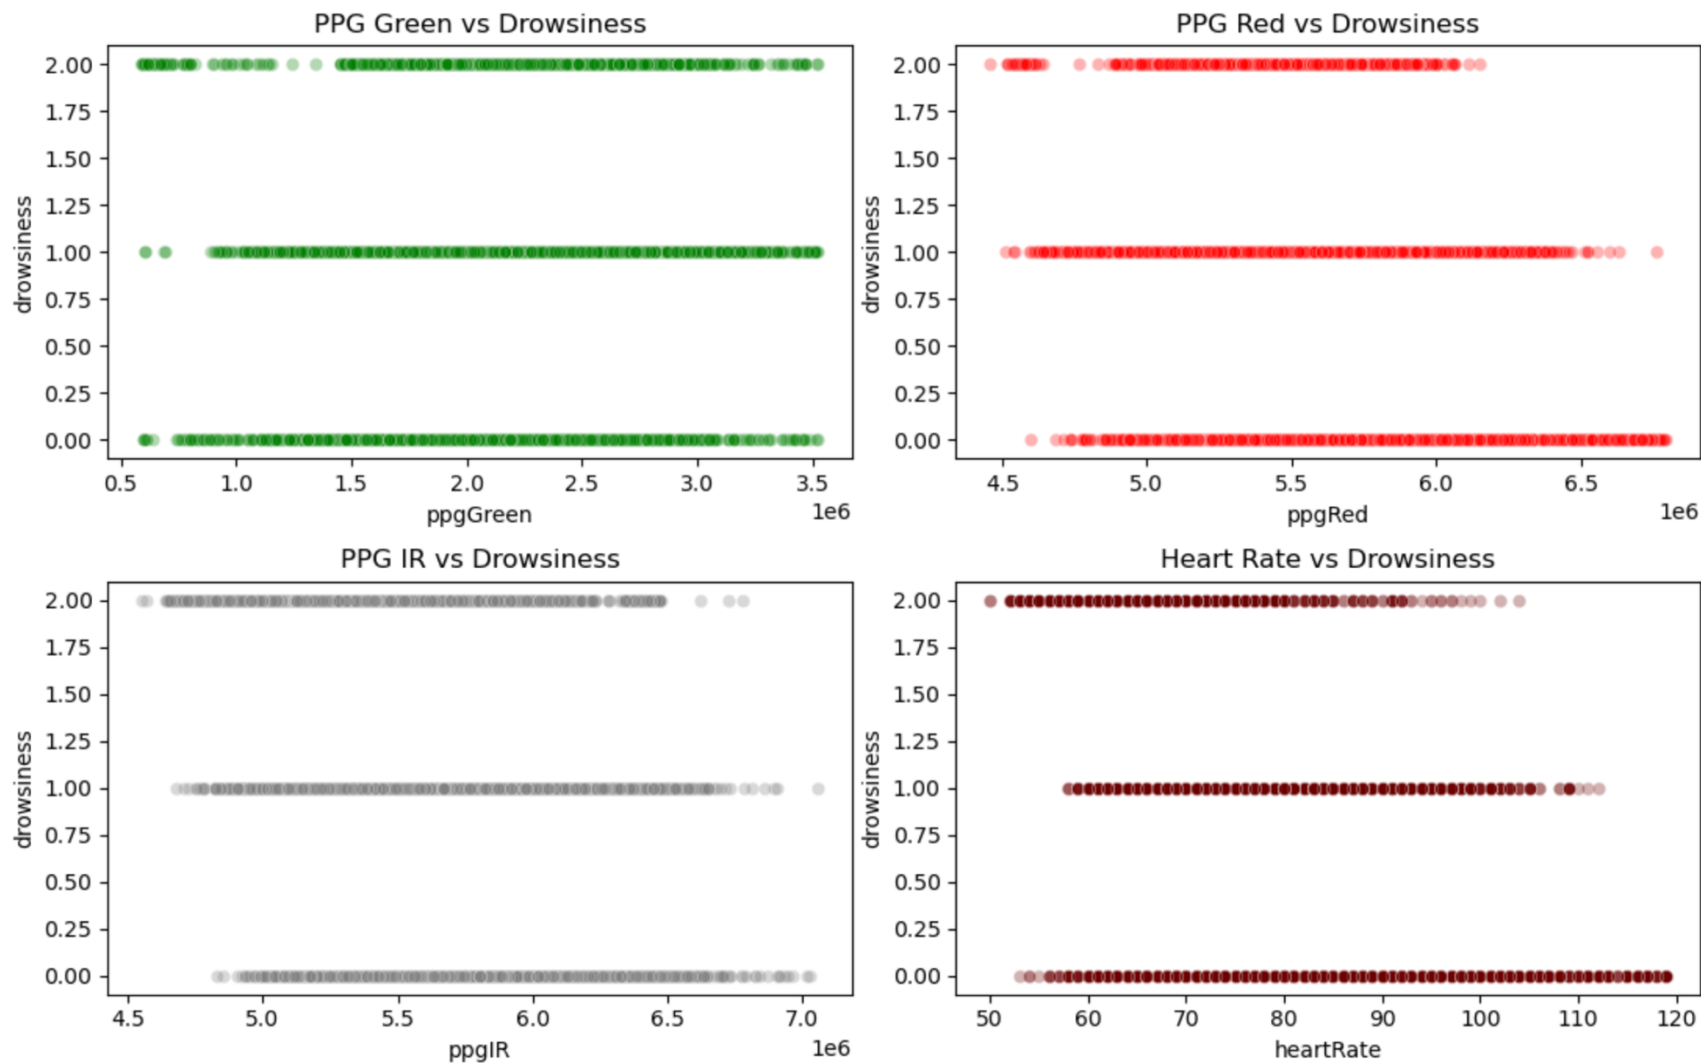 PPG Green vs Drowsiness
2.00
1.75
1.50
1.25
1.00
0.75
0.50
0.25
0.00
drowsiness
0.5 1.0 1.5 2.0 2.5 3.0 3.5
1e6
ppgGreen
PPG Red vs Drowsiness
2.00
1.75
1.50
1.25
1.00
0.75
0.50
0.25
0.00
drowsiness
4.5 5.0 5.5 6.0 6.5
1e6
ppgRed
PPG IR vs Drowsiness
2.00
1.75
1.50
1.25
1.00
0.75
0.50
0.25
0.00
drowsiness
4.5 5.0 5.5 6.0 6.5 7.0
1e6
ppgIR
Heart Rate vs Drowsiness
2.00
1.75
1.50
1.25
1.00
0.75
0.50
0.25
0.00
drowsiness
50 60 70 80 90 100 110 120
heartRate